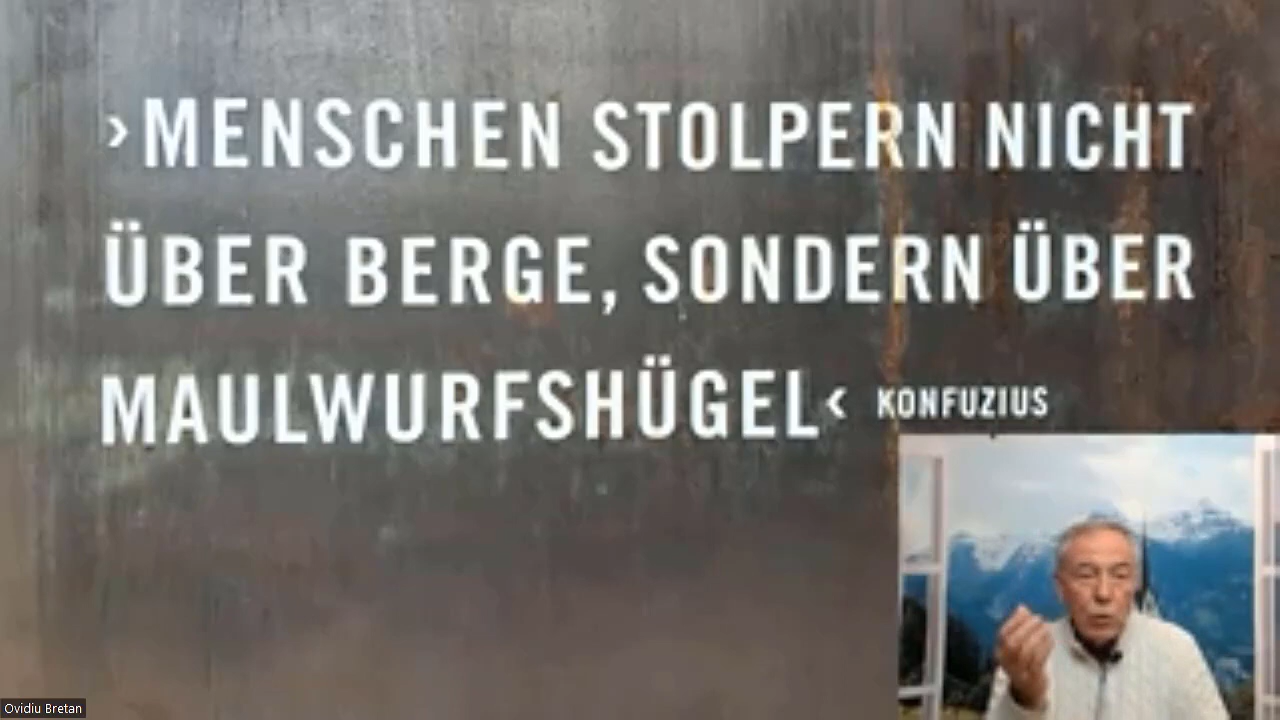 ›MENSCHEN STOLPERN NICHT
ÜBER BERGE, SONDERN ÜBER
MAULWURFSHÜGEL‹ KONFUZIUS
Ovidiu Bretan